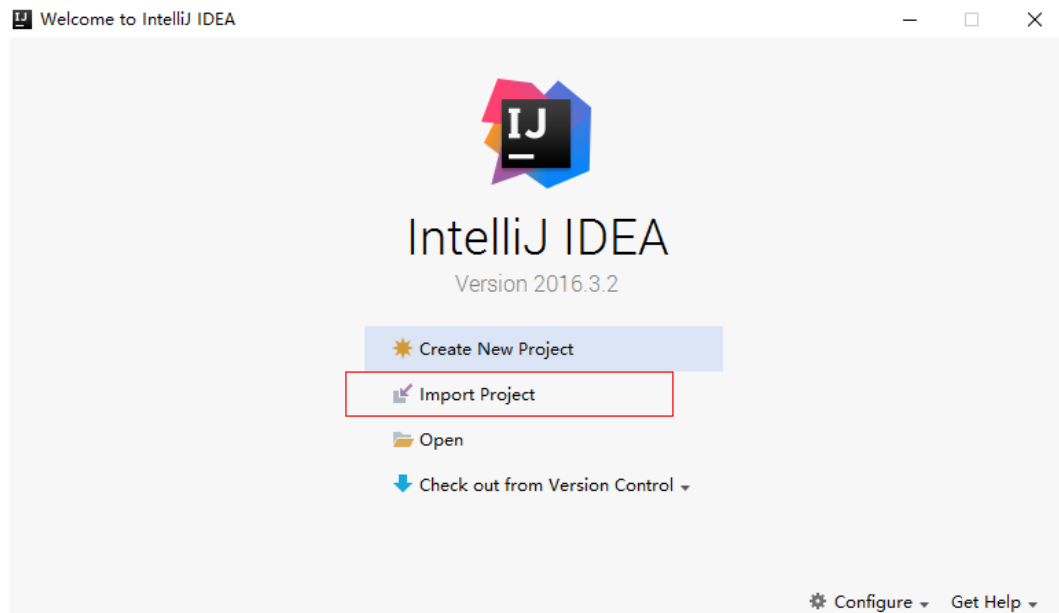 Welcome to IntelliJ IDEA
IJ
IntelliJ IDEA
Version 2016.3.2
Create New Project
Import Project
Open
Check out from Version Control
Configure
Get Help